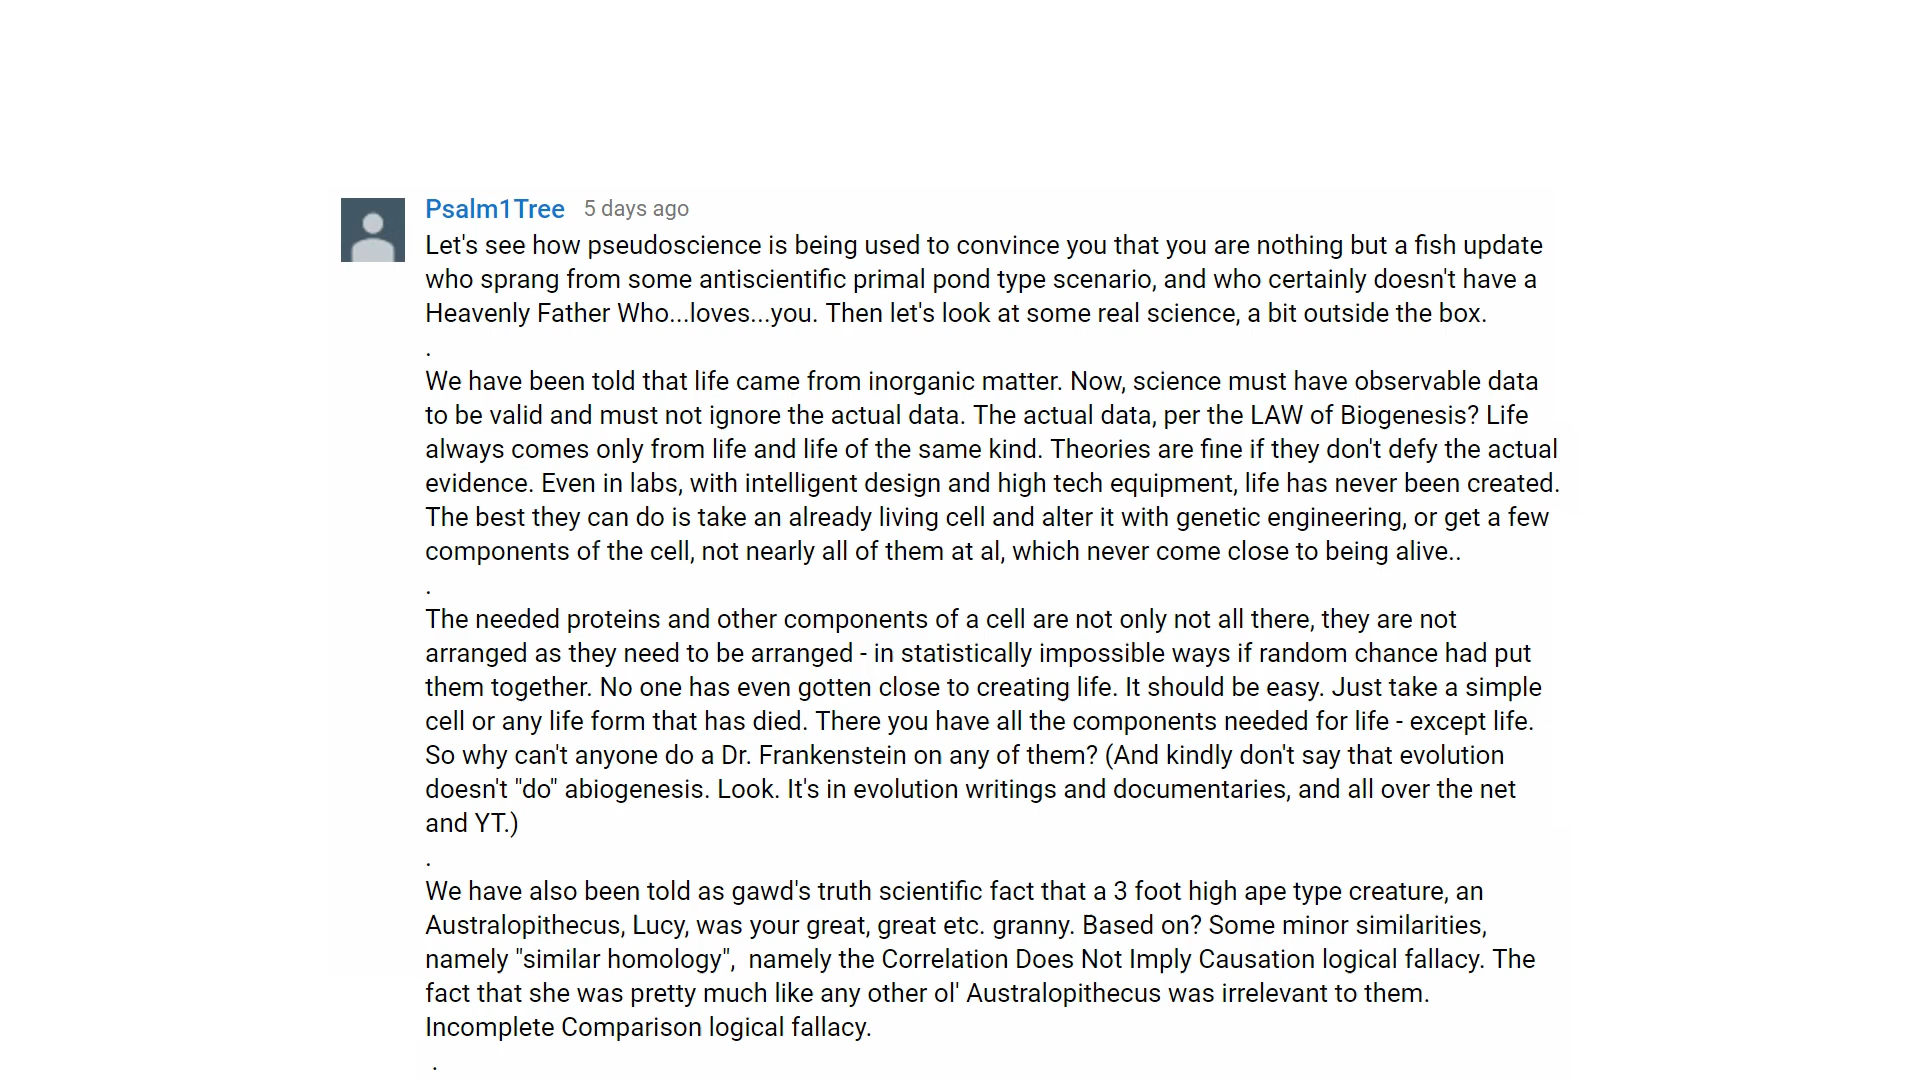 Psalm1Tree 5 days ago
Let's see how pseudoscience is being used to convince you that you are nothing but a fish update
who sprang from some antiscientific primal pond type scenario, and who certainly doesn't have a
Heavenly Father Who...loves...you. Then let's look at some real science, a bit outside the box.
.
We have been told that life came from inorganic matter. Now, science must have observable data
to be valid and must not ignore the actual data. The actual data, per the LAW of Biogenesis? Life
always comes only from life and life of the same kind. Theories are fine if they don't defy the actual
evidence. Even in labs, with intelligent design and high tech equipment, life has never been created.
The best they can do is take an already living cell and alter it with genetic engineering, or get a few
components of the cell, not nearly all of them at al, which never come close to being alive..
.
The needed proteins and other components of a cell are not only not all there, they are not
arranged as they need to be arranged - in statistically impossible ways if random chance had put
them together. No one has even gotten close to creating life. It should be easy. Just take a simple
cell or any life form that has died. There you have all the components needed for life - except life.
So why can't anyone do a Dr. Frankenstein on any of them? (And kindly don't say that evolution
doesn't "do" abiogenesis. Look. It's in evolution writings and documentaries, and all over the net
and YT.)
.
We have also been told as gawd's truth scientific fact that a 3 foot high ape type creature, an
Australopithecus, Lucy, was your great, great etc. granny. Based on? Some minor similarities,
namely "similar homology",  namely the Correlation Does Not Imply Causation logical fallacy. The
fact that she was pretty much like any other ol' Australopithecus was irrelevant to them.
Incomplete Comparison logical fallacy.
.